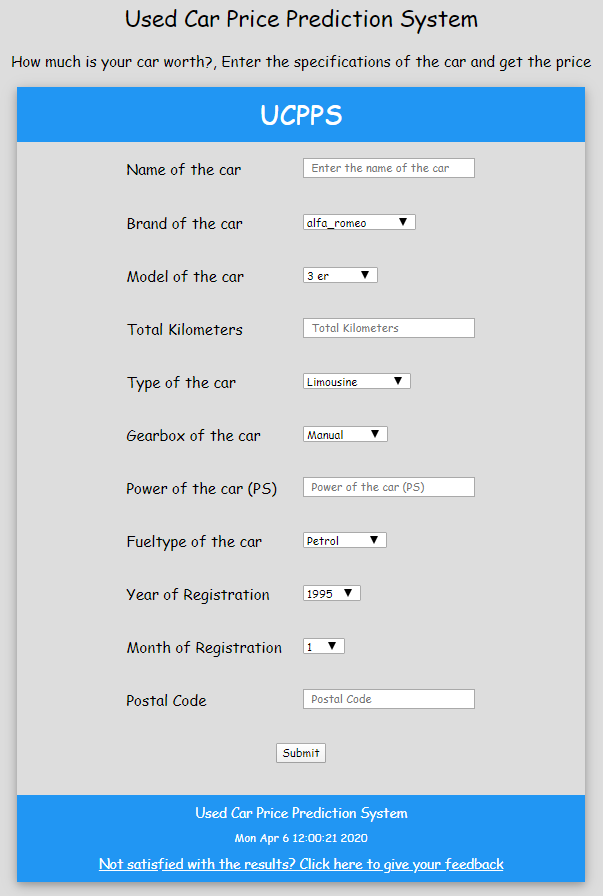 Used Car Price Prediction System
How much is your car worth?, Enter the specifications of the car and get the price
UCPPS
Name of the car Enter the name of the car
Brand of the car alfa_romeo ▼
Model of the car 3 er ▼
Total Kilometers Total Kilometers
Type of the car Limousine ▼
Gearbox of the car Manual ▼
Power of the car (PS) Power of the car (PS)
Fueltype of the car Petrol ▼
Year of Registration 1995 ▼
Month of Registration 1 ▼
Postal Code Postal Code
Submit
Used Car Price Prediction System
Mon Apr 6 12:00:21 2020
Not satisfied with the results? Click here to give your feedback